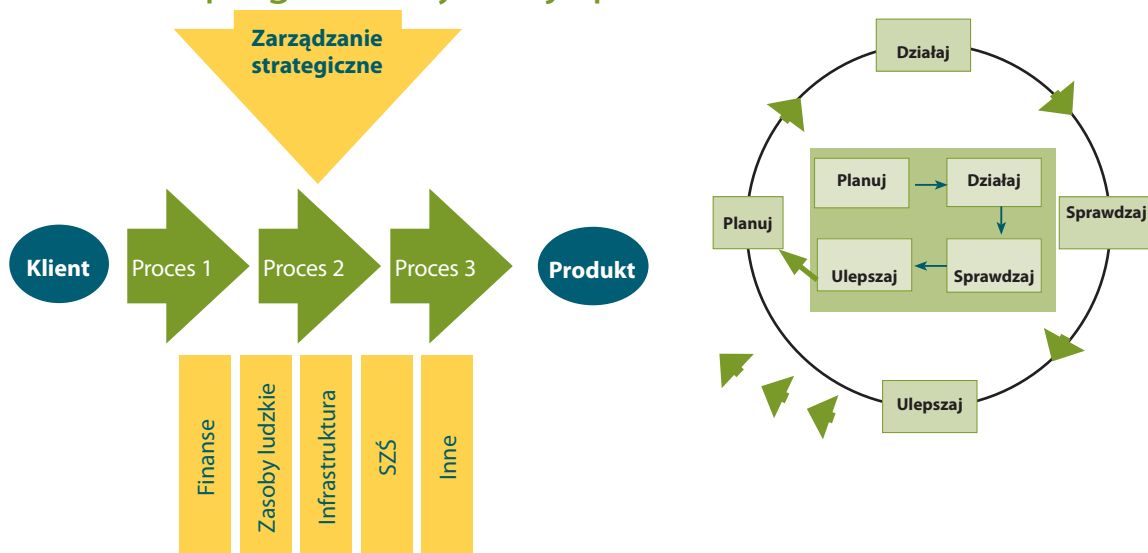 Zarządzanie
strategiczne
Klient
Proces 1
Proces 2
Proces 3
Produkt
Finanse
Zasoby ludzkie
Infrastruktura
SZŚ
Inne
Działaj
Planuj
Działaj
Planuj
Sprawdzaj
Ulepszaj
Sprawdzaj
Ulepszaj